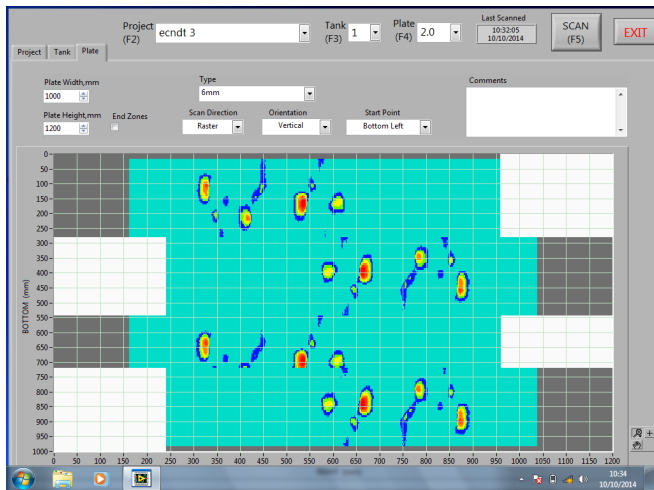 Project
(F2)
ecndt 3
Tank
(F3)
1
Plate
(F4)
2.0
Last Scanned
10:32:05
10/10/2014
SCAN
(F5)
EXIT
Project Tank Plate
Plate Width,mm
1000
Type
6mm
Comments
Plate Height,mm
1200
End Zones
Scan Direction
Raster
Orientation
Vertical
Start Point
Bottom Left
0
50
100
150
200
250
300
350
400
450
500
550
600
650
700
750
800
850
900
950
1000
BOTTOM (mm)
0 50 100 150 200 250 300 350 400 450 500 550 600 650 700 750 800 850 900 950 1000 1050 1100 1150 1200
10:34
10/10/2014